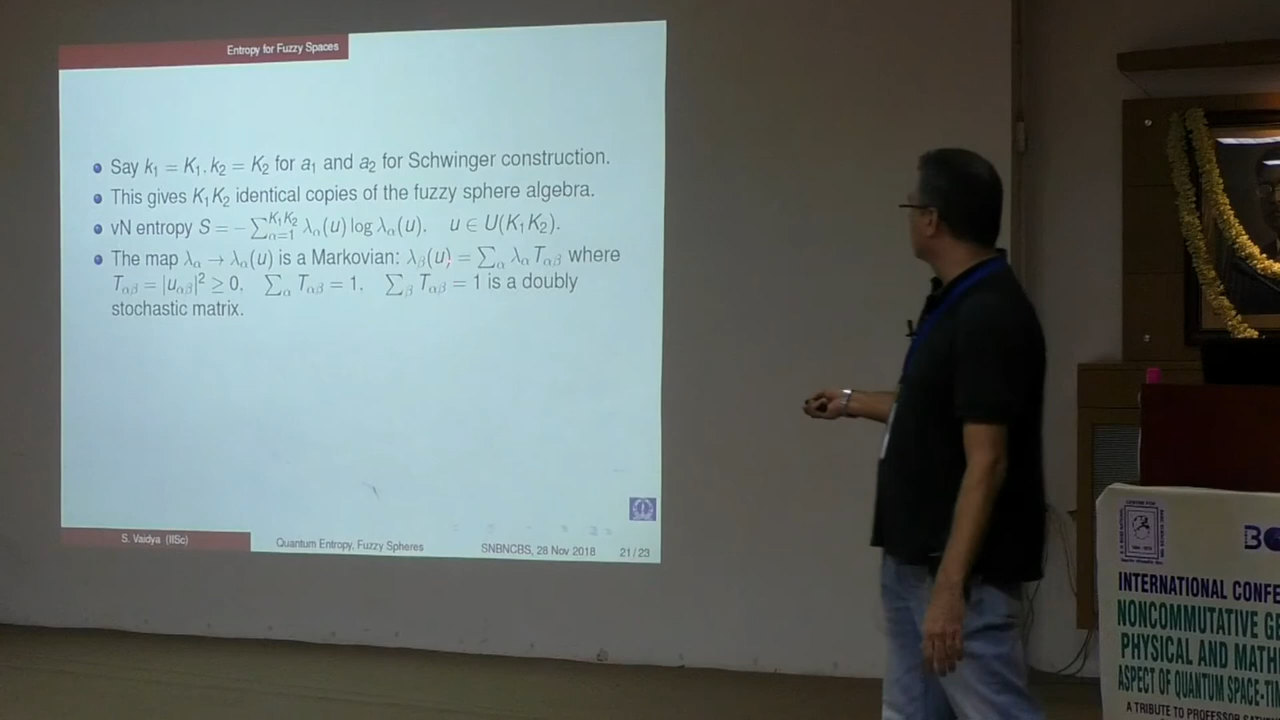 Entropy for Fuzzy Spaces
Say k₁ = K₁, k₂ = K₂ for a₁ and a₂ for Schwinger construction.
This gives K₁K₂ identical copies of the fuzzy sphere algebra.
vN entropy S = −∑_{α=1}^{K₁K₂} λ_α(u) log λ_α(u), u ∈ U(K₁K₂).
The map λ_α → λ_α(u) is a Markovian: λ_β(u) = ∑_α λ_α T_{αβ} where
T_{αβ} = |u_{αβ}|² ≥ 0, ∑_α T_{αβ} = 1, ∑_β T_{αβ} = 1 is a doubly
stochastic matrix.
S. Vaidya (IISc) Quantum Entropy, Fuzzy Spheres SNBNCBS, 28 Nov 2018 21 / 23
INTERNATIONAL CONFE
NONCOMMUTATIVE GE
PHYSICAL AND MATH
ASPECT OF QUANTUM SPACE-TIM
A TRIBUTE TO PROFESSOR SATY